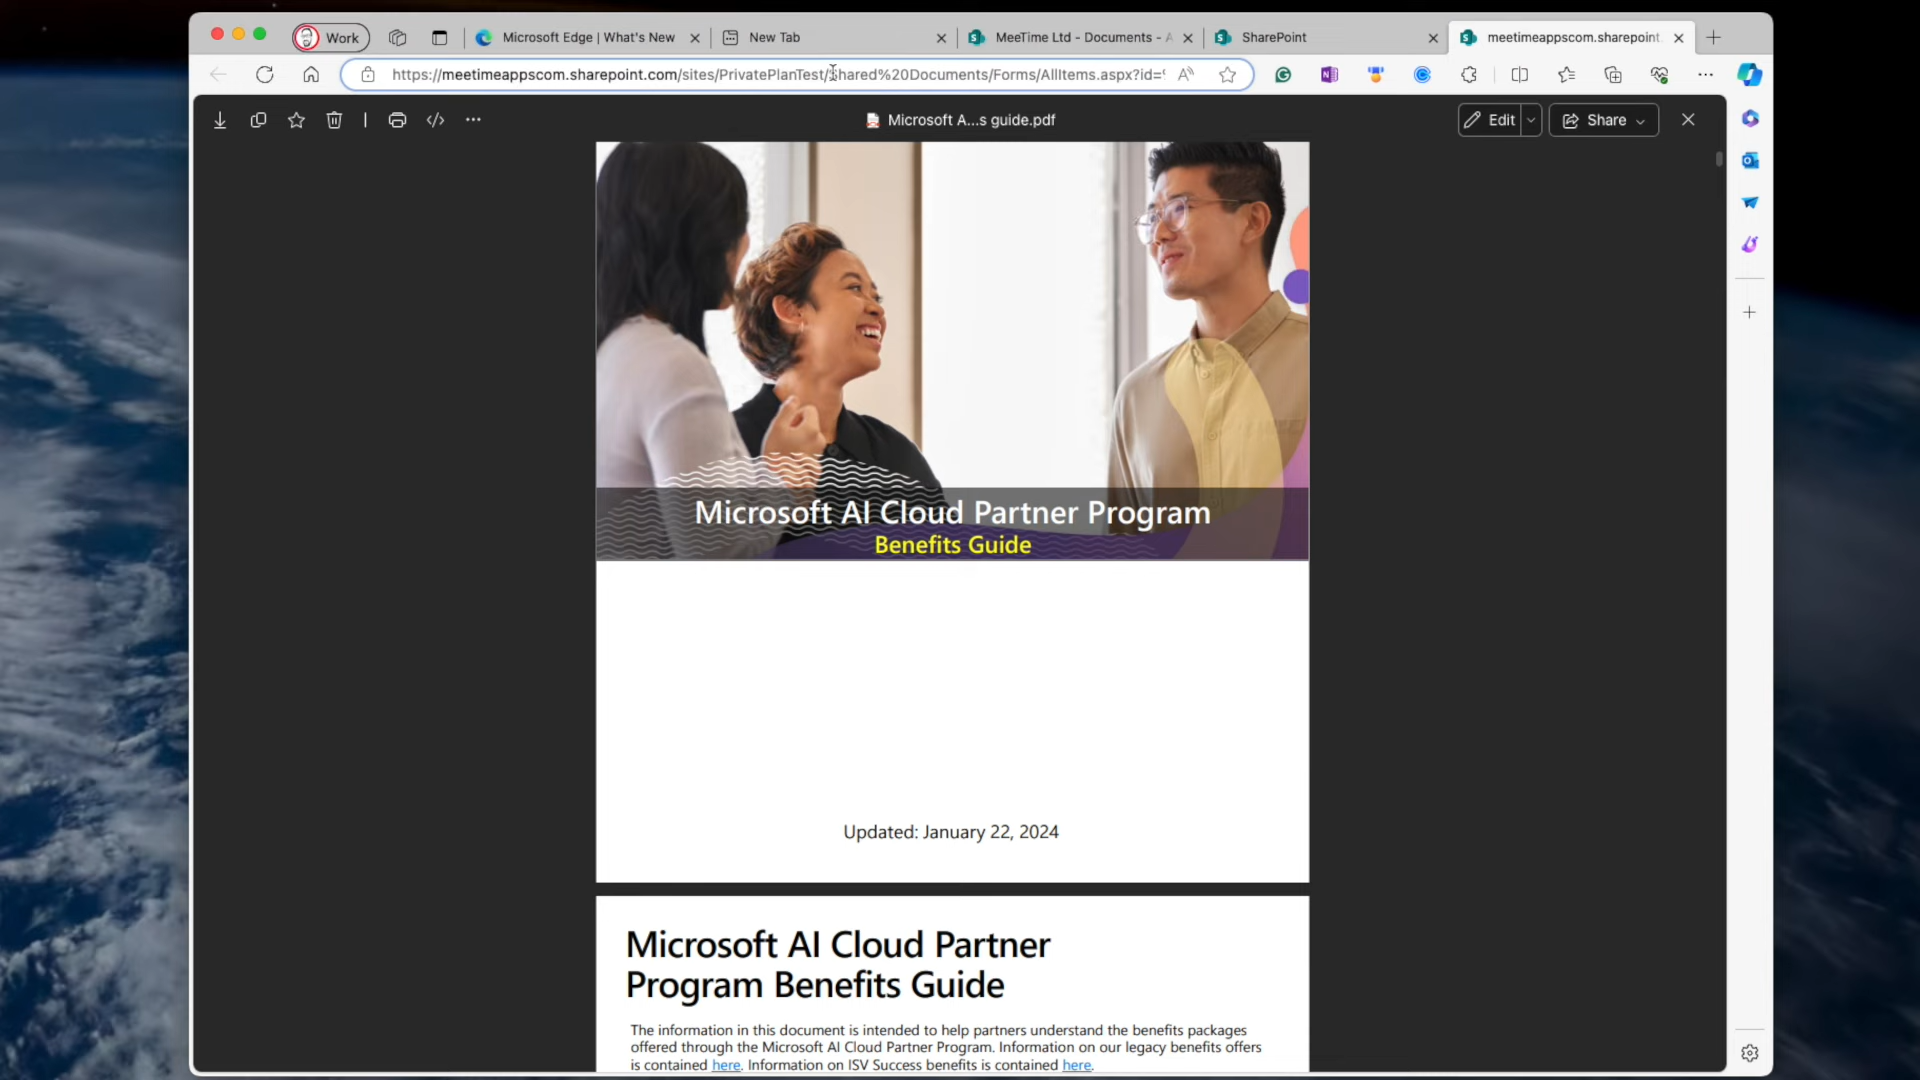 Work
Microsoft Edge | What's New
New Tab
MeeTime Ltd - Documents - A
SharePoint
meetimeappscom.sharepoint.
https://meetimeappscom.sharepoint.com/sites/PrivatePlanTest/Shared%20Documents/Forms/AllItems.aspx?id=%
Microsoft A...s guide.pdf
Edit
Share
Microsoft AI Cloud Partner Program
Benefits Guide
Updated: January 22, 2024
Microsoft AI Cloud Partner
Program Benefits Guide
The information in this document is intended to help partners understand the benefits packages
offered through the Microsoft AI Cloud Partner Program. Information on our legacy benefits offers
is contained here. Information on ISV Success benefits is contained here.